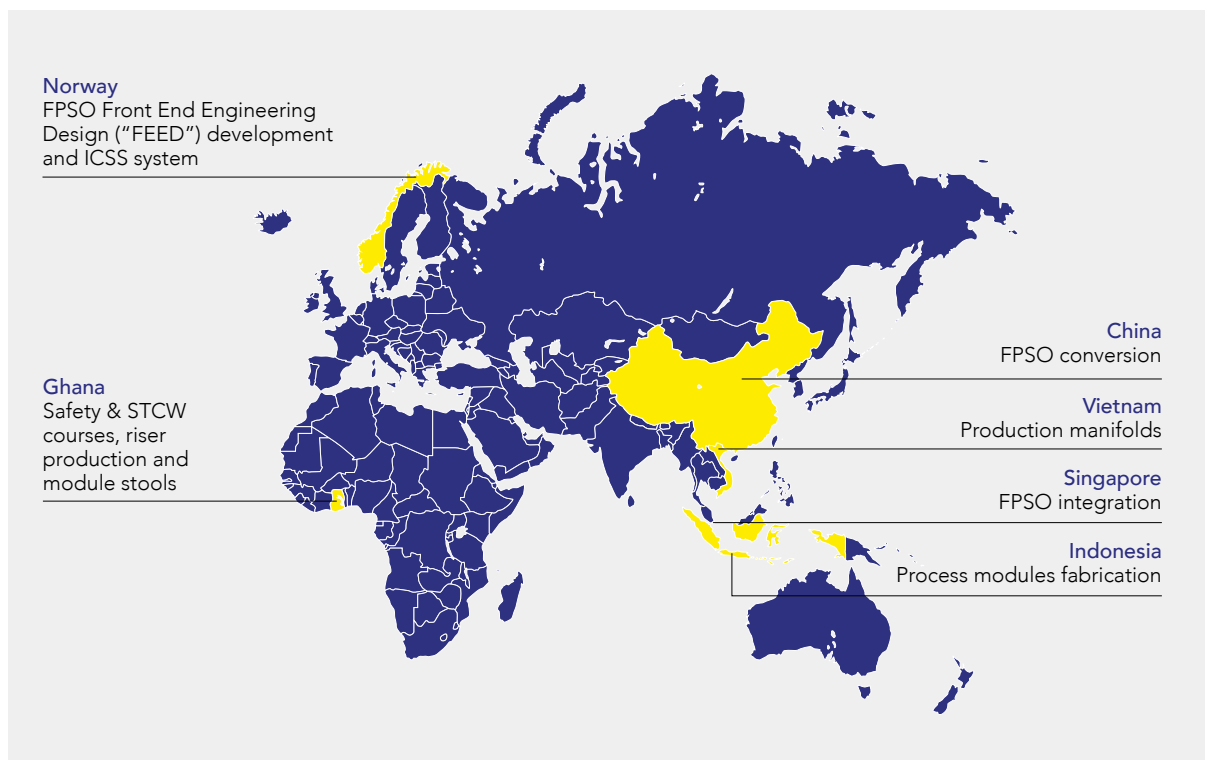 Norway
FPSO Front End Engineering
Design (“FEED”) development
and ICSS system
Ghana
Safety & STCW
courses, riser
production and
module stools
China
FPSO conversion
Vietnam
Production manifolds
Singapore
FPSO integration
Indonesia
Process modules fabrication